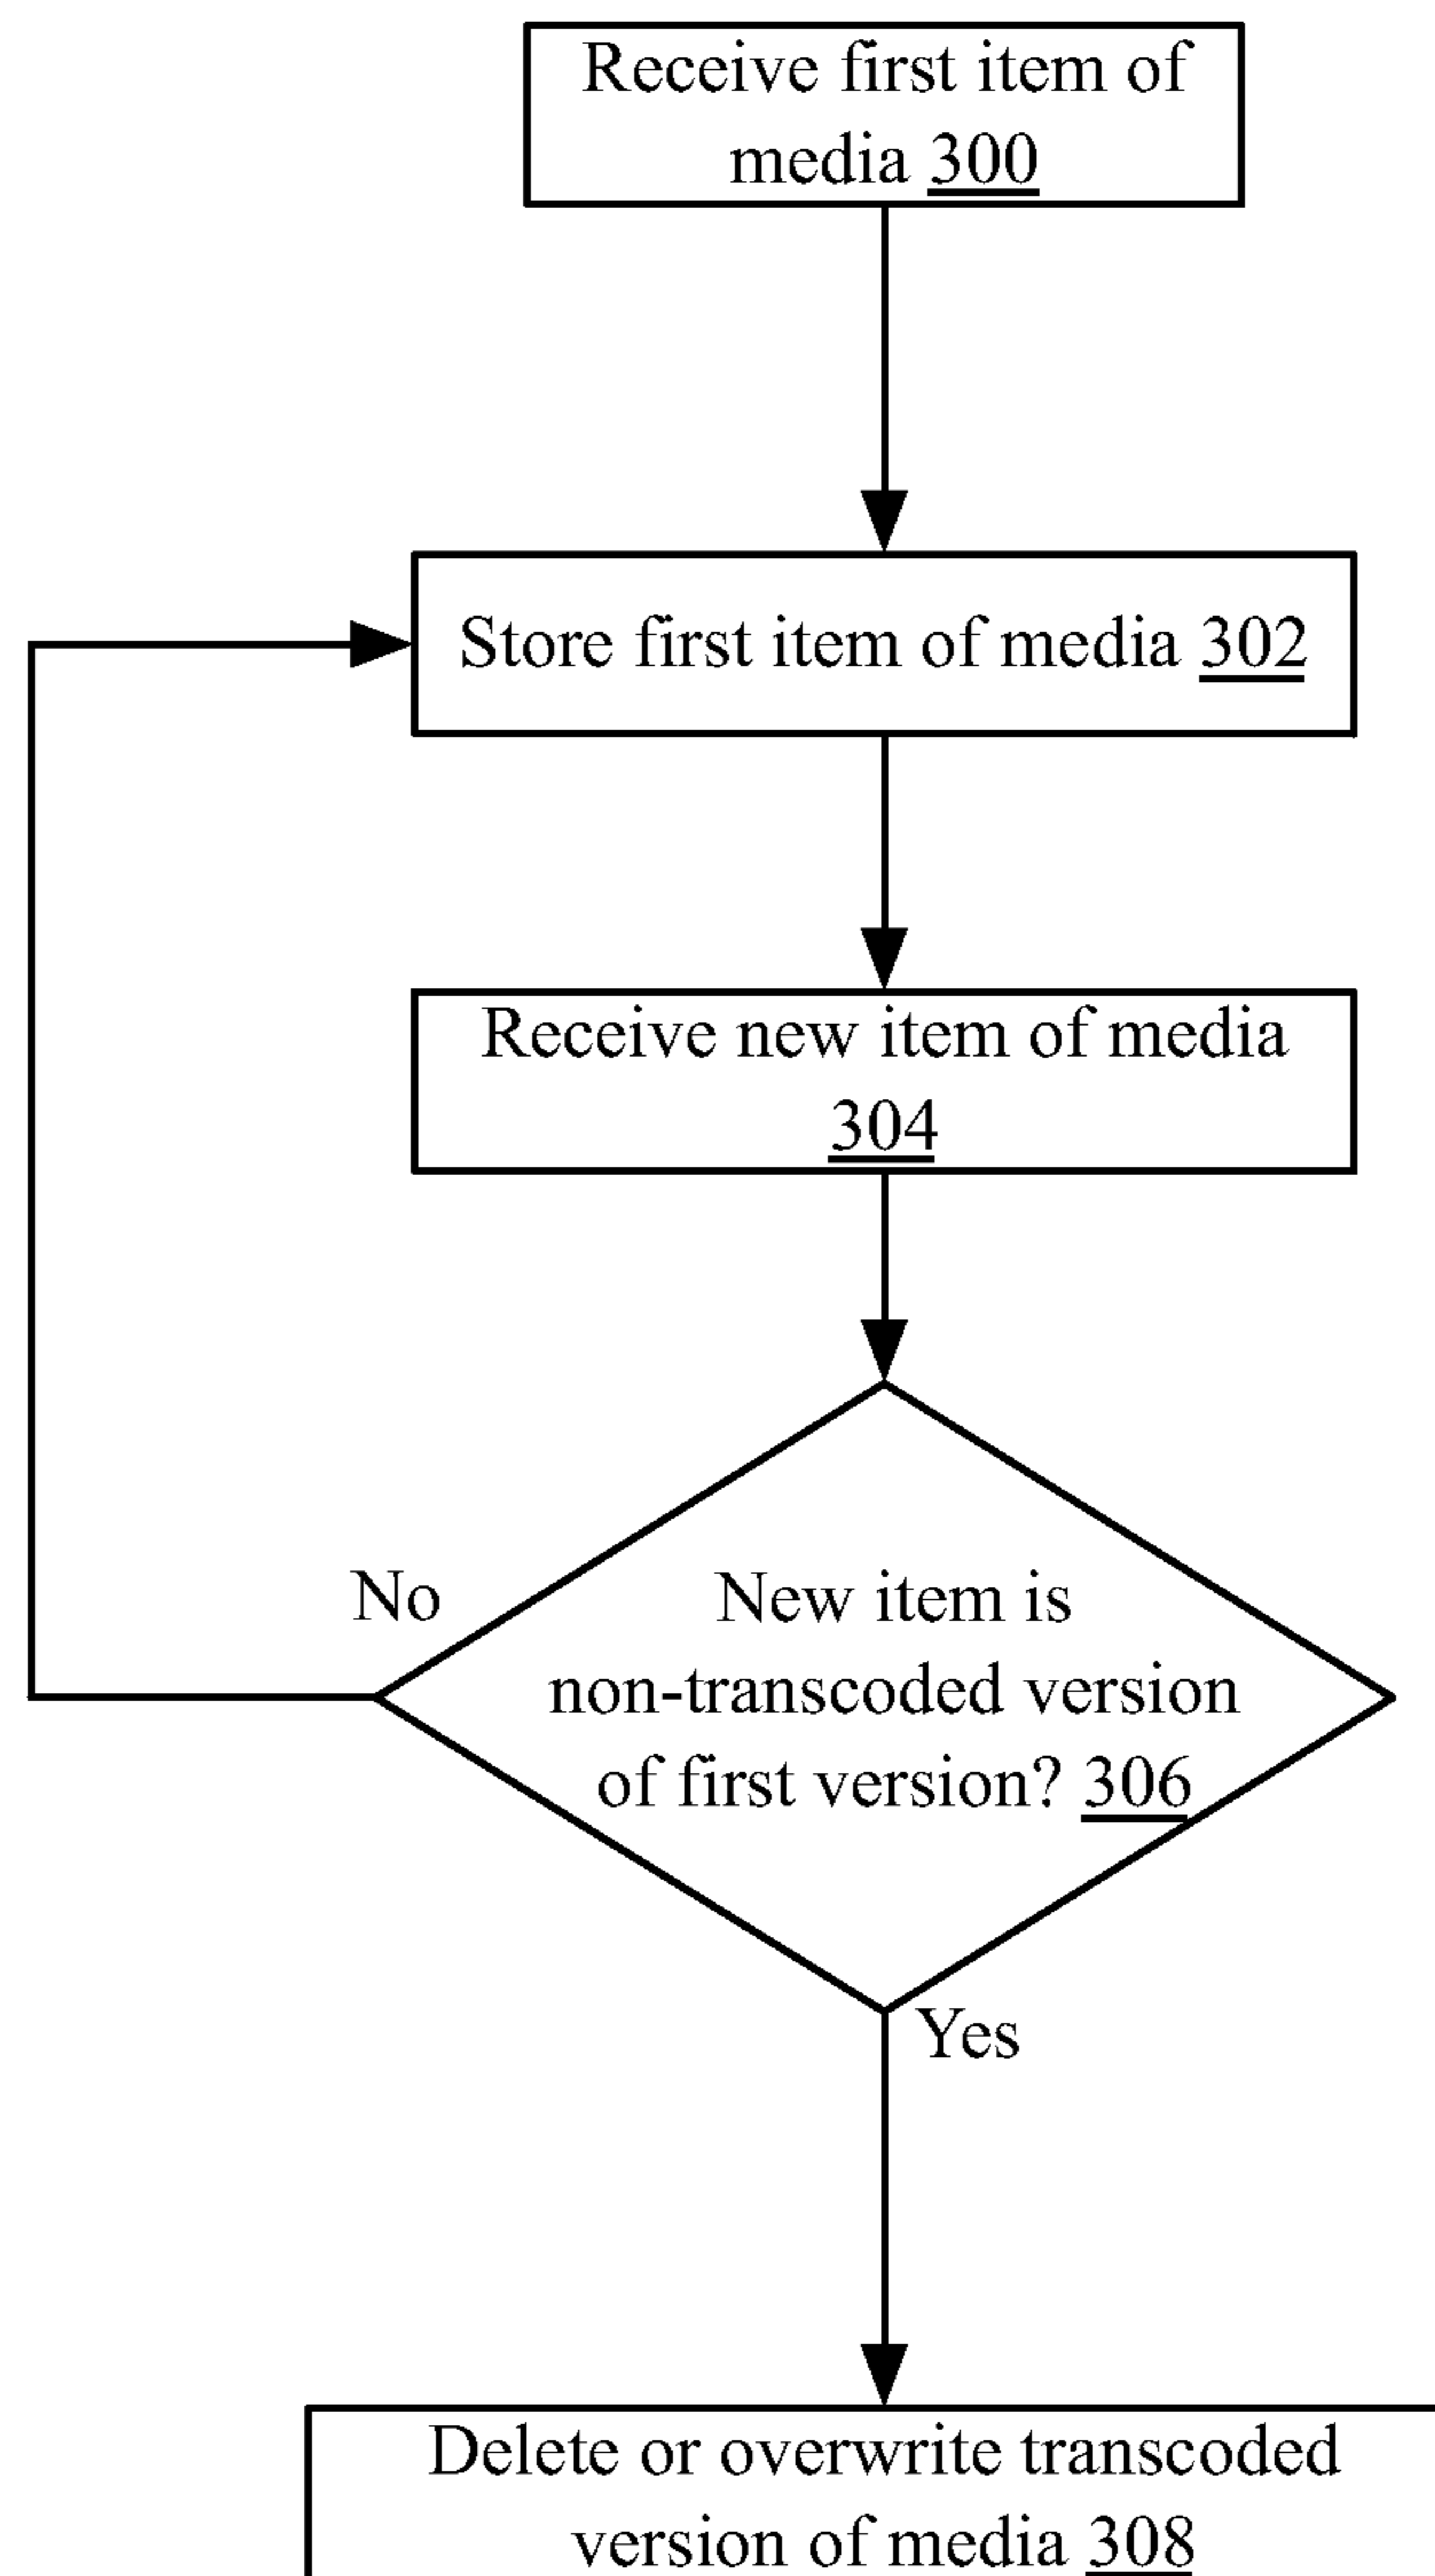 Receive first item of
media 300
Store first item of media 302
Receive new item of media
304
No
New item is
non-transcoded version
of first version? 306
Yes
Delete or overwrite transcoded
version of media 308